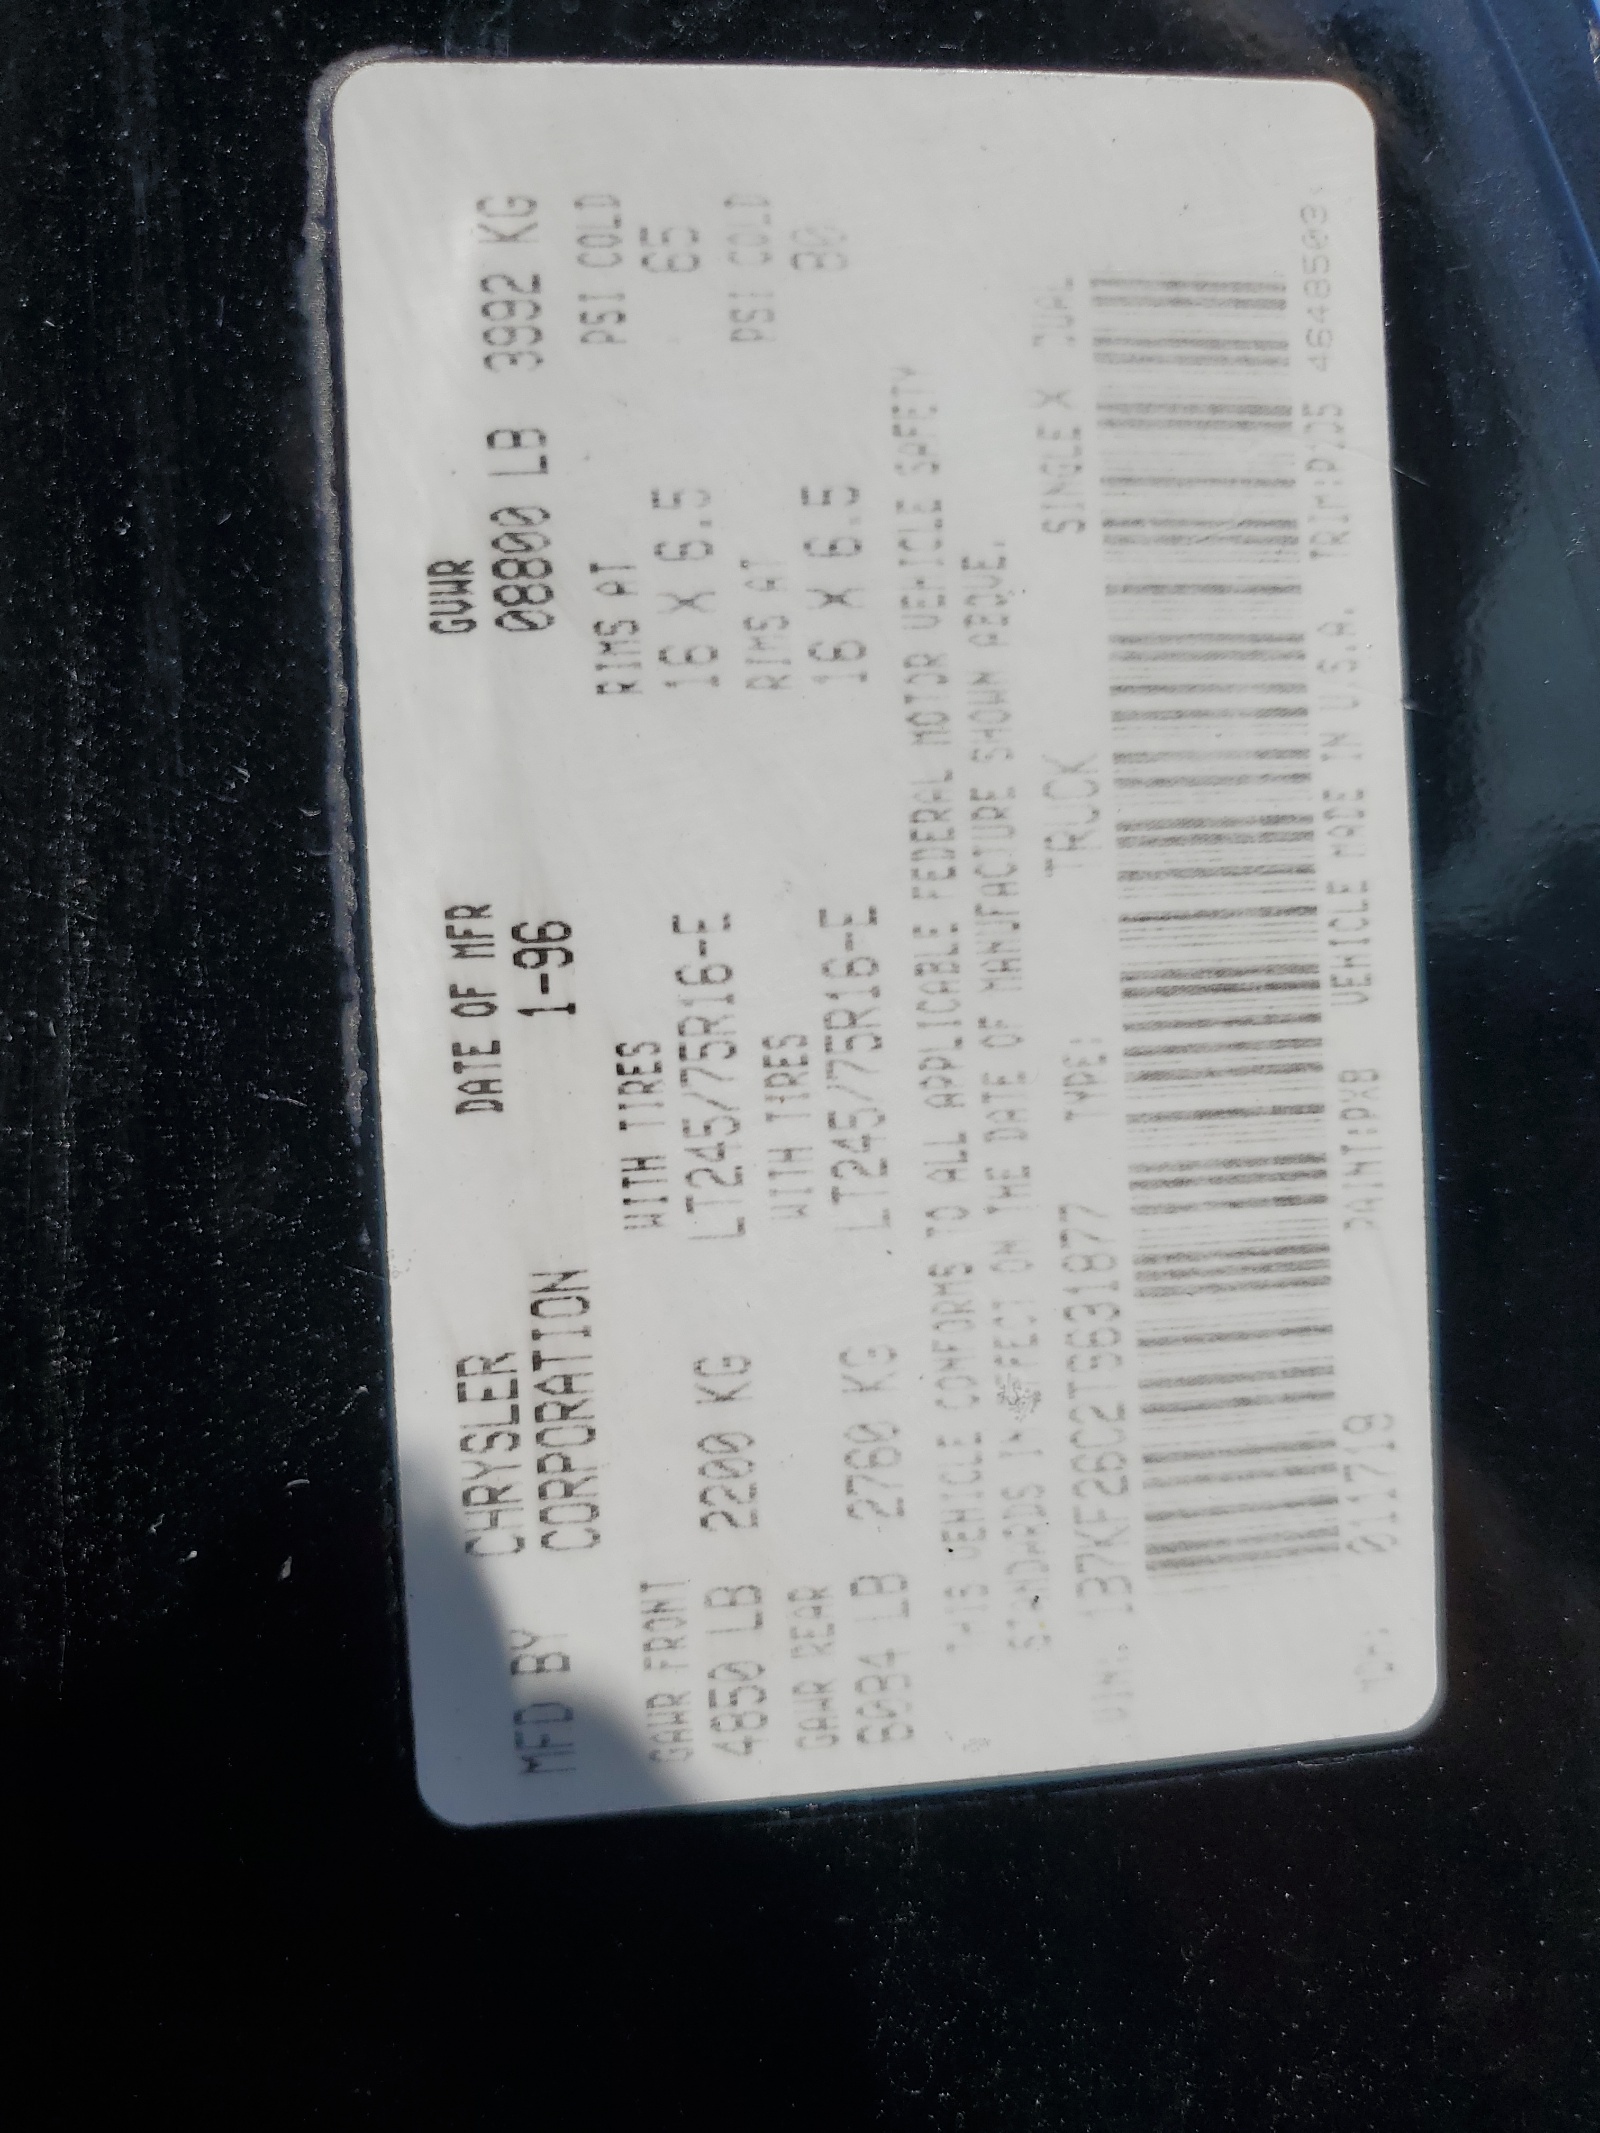 MFD BY CHRYSLER CORPORATION DATE OF MFR 1-96 GVWR 08800 LB 3992 KG
GAWR FRONT WITH TIRES RIMS AT PSI COLD
4850 LB 2200 KG LT245/75R16-E 16 X 6.5 65
GAWR REAR WITH TIRES RIMS AT PSI COLD
6084 LB 2760 KG LT245/75R16-E 16 X 6.5 80
THIS VEHICLE CONFORMS TO ALL APPLICABLE FEDERAL MOTOR VEHICLE SAFETY
STANDARDS IN EFFECT ON THE DATE OF MANUFACTURE SHOWN ABOVE.
VIN: 1B7KF26C2TS631877 TYPE: TRUCK SINGLE X DUAL
011719 PAINT:PX8 VEHICLE MADE IN U.S.A. 4648503